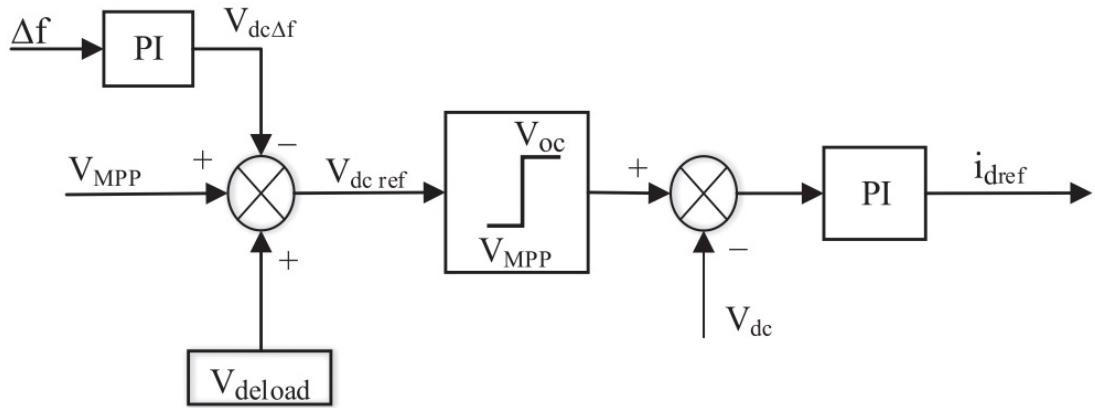 Δf
PI
V_dcΔf
−
V_MPP
+
V_dc ref
+
V_deload
V_oc
V_MPP
+
−
V_dc
PI
i_dref